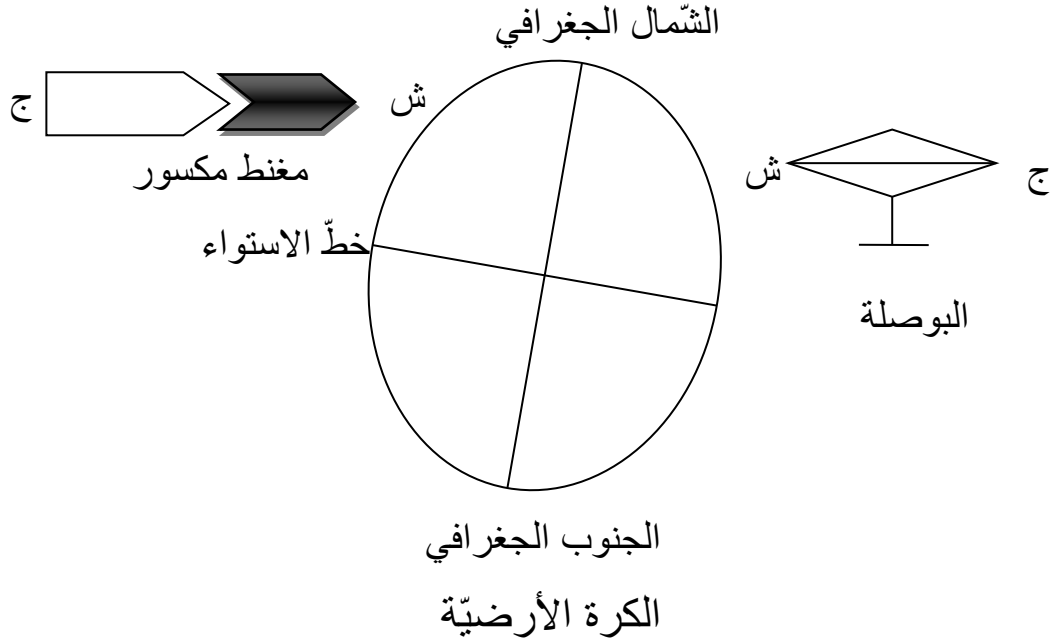 الشّمال الجغرافي
ج
ش
مغنط مكسور
ش
ج
خطّ الاستواء
البوصلة
الجنوب الجغرافي
الكرة الأرضيّة